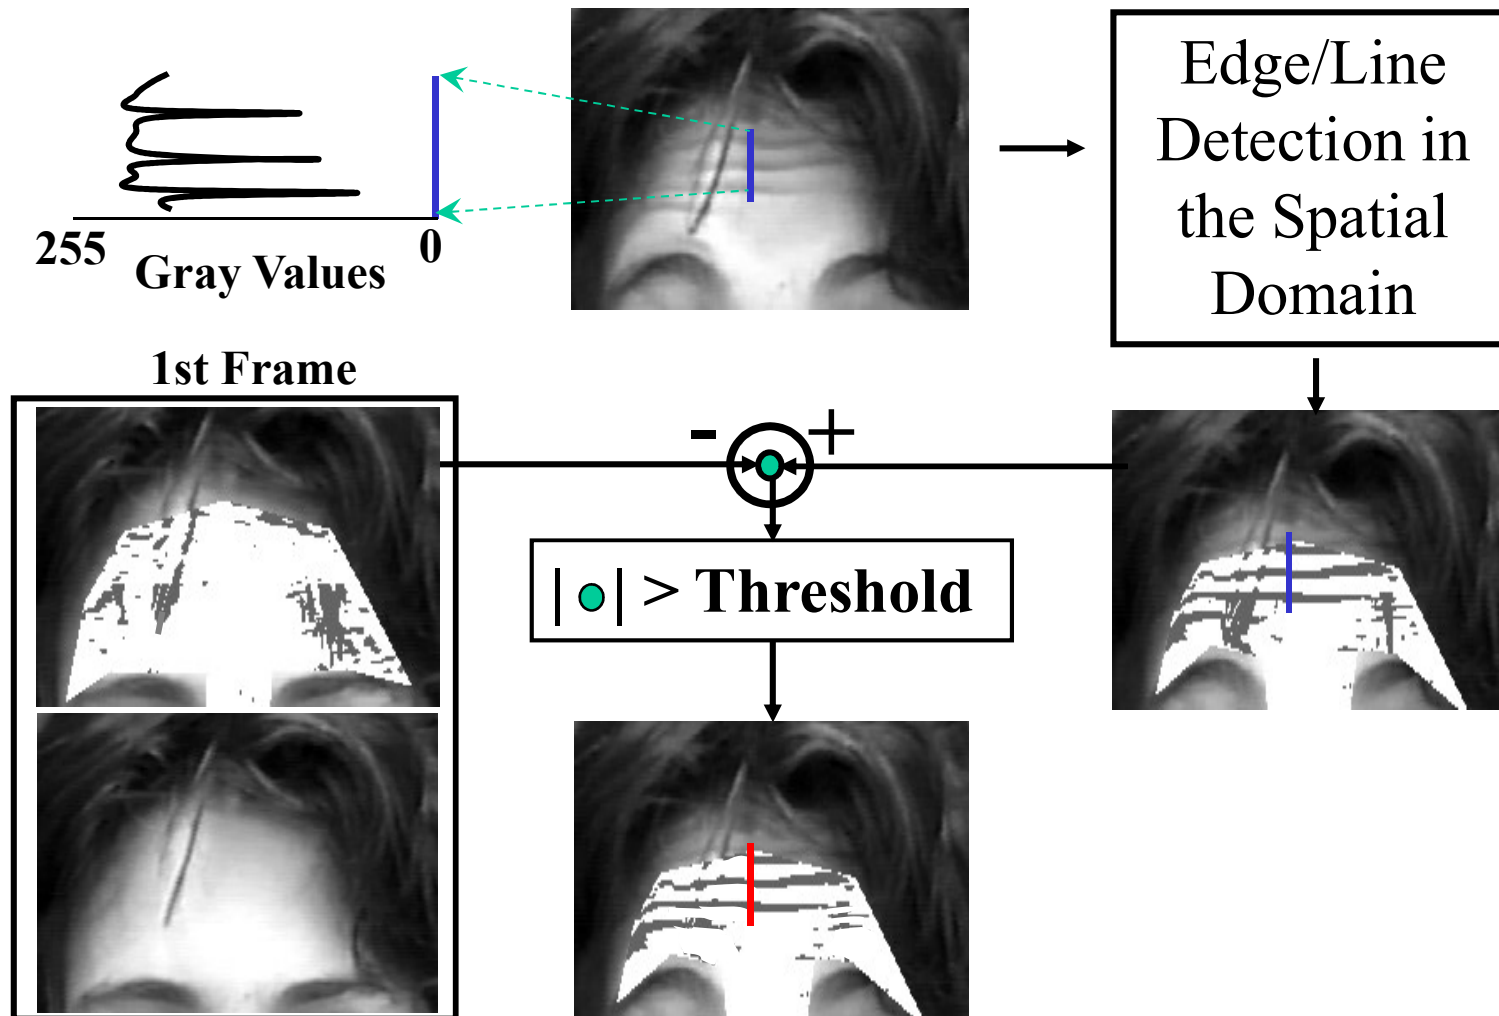 Edge/Line
Detection in
the Spatial
Domain
255
0
Gray Values
1st Frame
- +
| | > Threshold